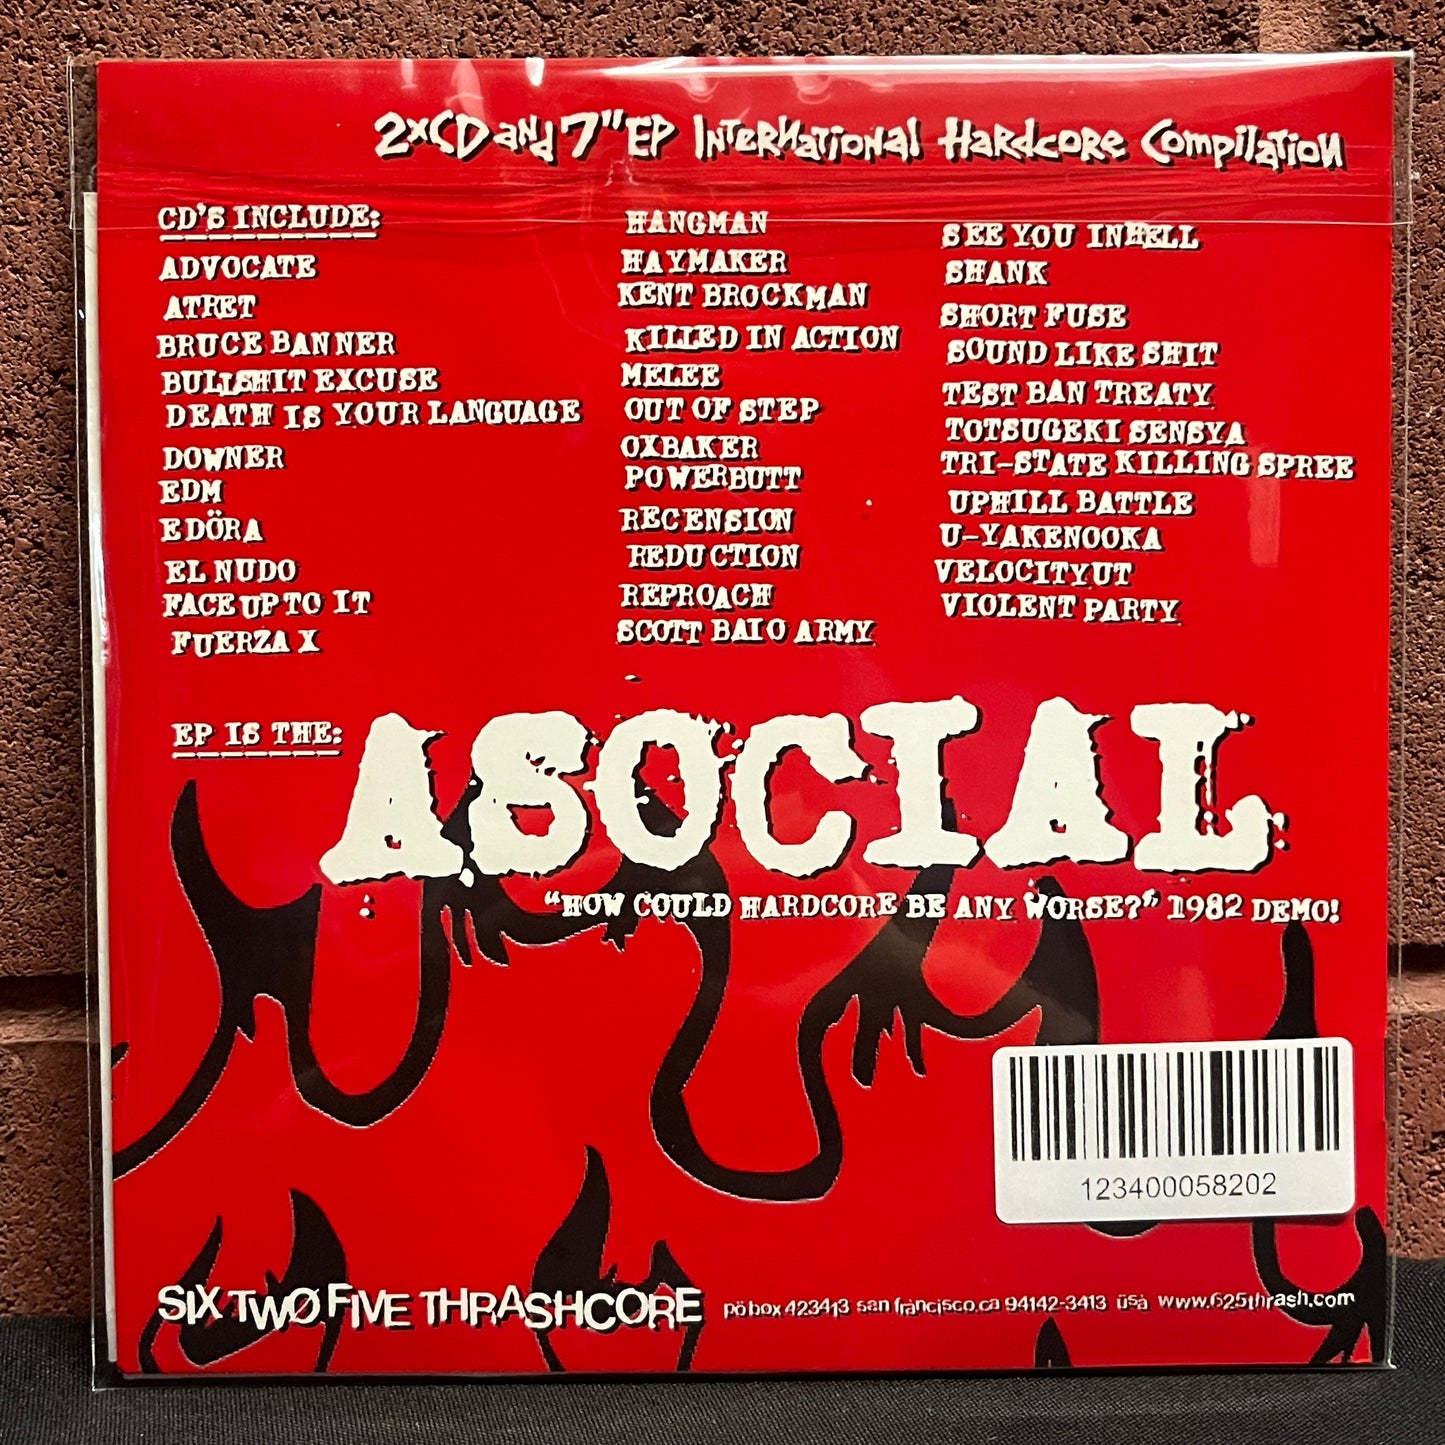 2xCD and 7" EP International Hardcore Compilation
CD'S INCLUDE:
ADVOCATE
ATRET
BRUCE BANNER
BULLSHIT EXCUSE
DEATH IS YOUR LANGUAGE
DOWNER
EDM
EDÖRA
EL NUDO
FACE UP TO IT
FUERZA X
HANGMAN
HAYMAKER
KENT BROCKMAN
KILLED IN ACTION
MELEE
OUT OF STEP
OXBAKER
POWERBUTT
RECENSION
REDUCTION
REPROACH
SCOTT BAIO ARMY
SEE YOU INHELL
SHANK
SHORT FUSE
SOUND LIKE SHIT
TEST BAN TREATY
TOTSUGEKI SENSYA
TRI-STATE KILLING SPREE
UPHILL BATTLE
U-YAKENOOKA
VELOCITYUT
VIOLENT PARTY
EP IS THE:
ASOCIAL
"HOW COULD HARDCORE BE ANY WORSE?" 1982 DEMO!
123400058202
SIX TWØ FIVE THRASHCORE pö box 423413 san francisco, ca 94142-3413 üså www.625thrash.com